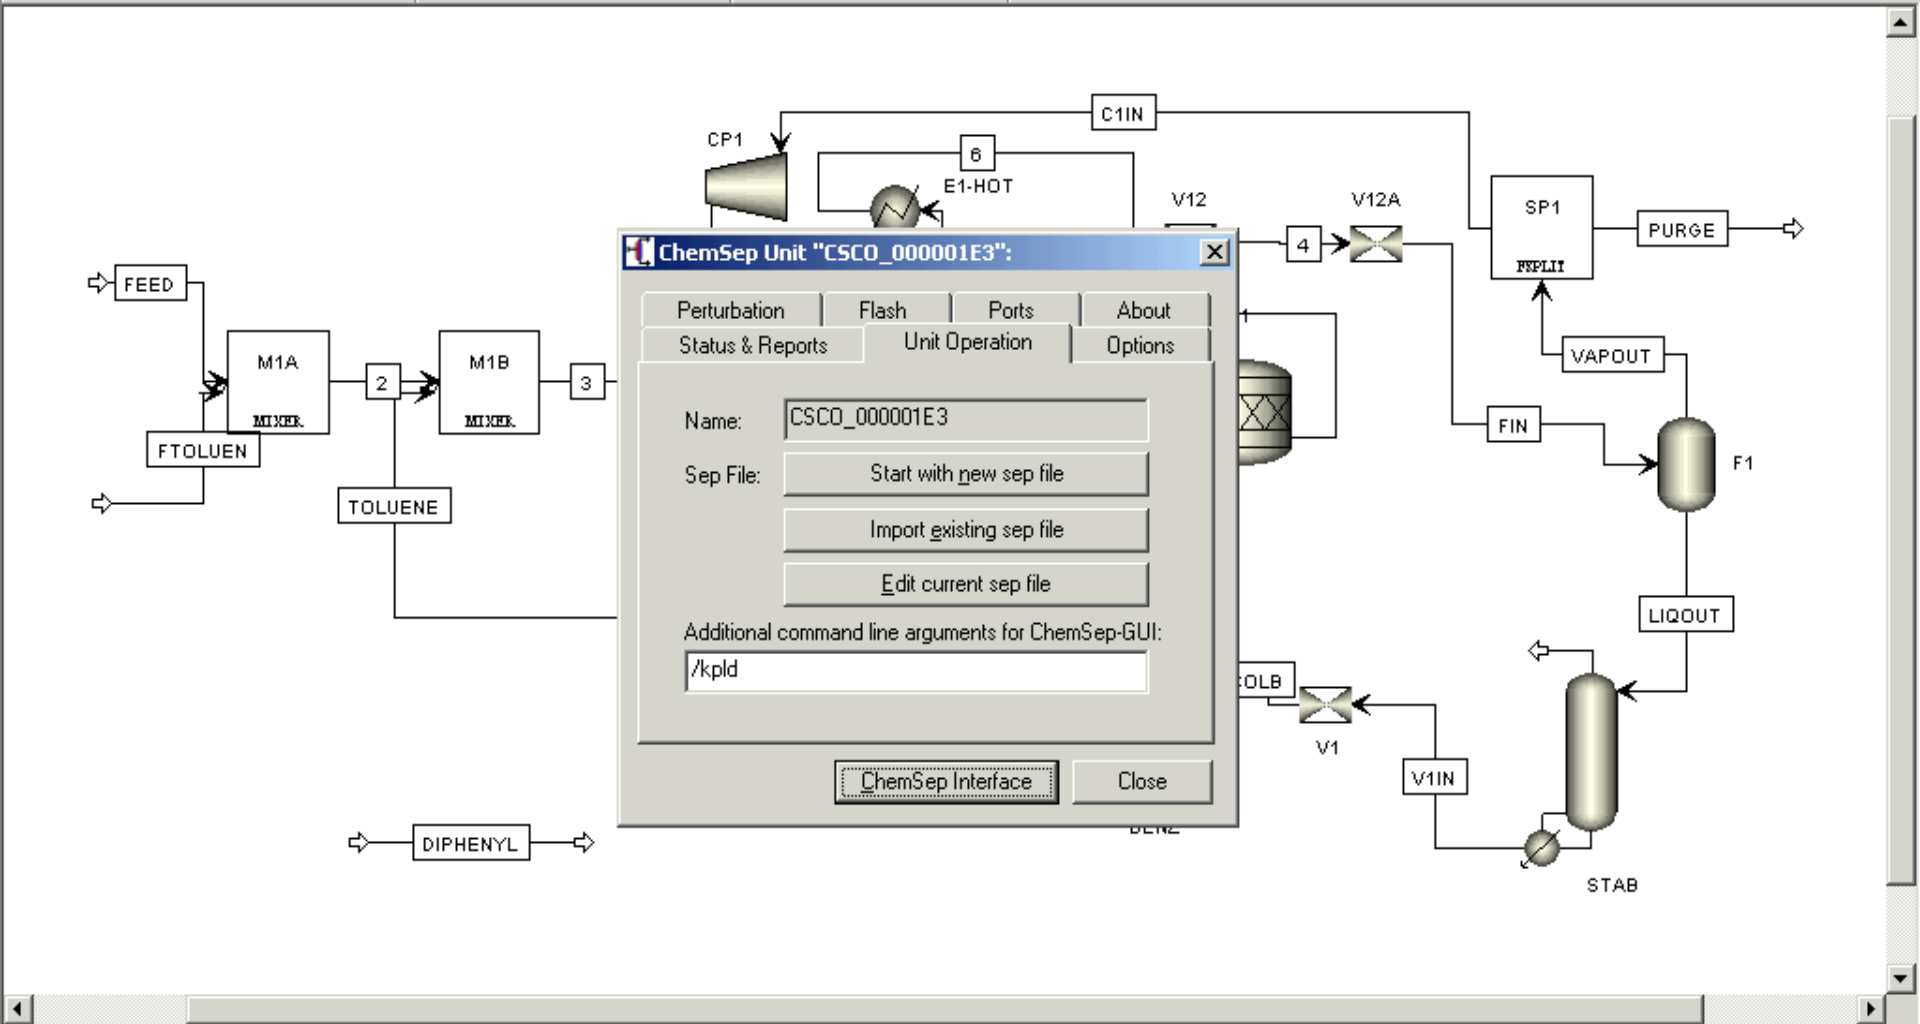 C1IN
CP1
6
E1-HOT
V12
V12A
SP1
FSPLIT
PURGE
4
FEED
ChemSep Unit "CSCO_000001E3":
Perturbation
Flash
Ports
About
Status & Reports
Unit Operation
Options
M1A
MIXER
2
M1B
MIXER
3
VAPOUT
Name:
CSCO_000001E3
FIN
FTOLUEN
Sep File:
Start with new sep file
F1
TOLUENE
Import existing sep file
Edit current sep file
LIQOUT
Additional command line arguments for ChemSep-GUI:
/kpld
V1
V1IN
ChemSep Interface
Close
DIPHENYL
STAB